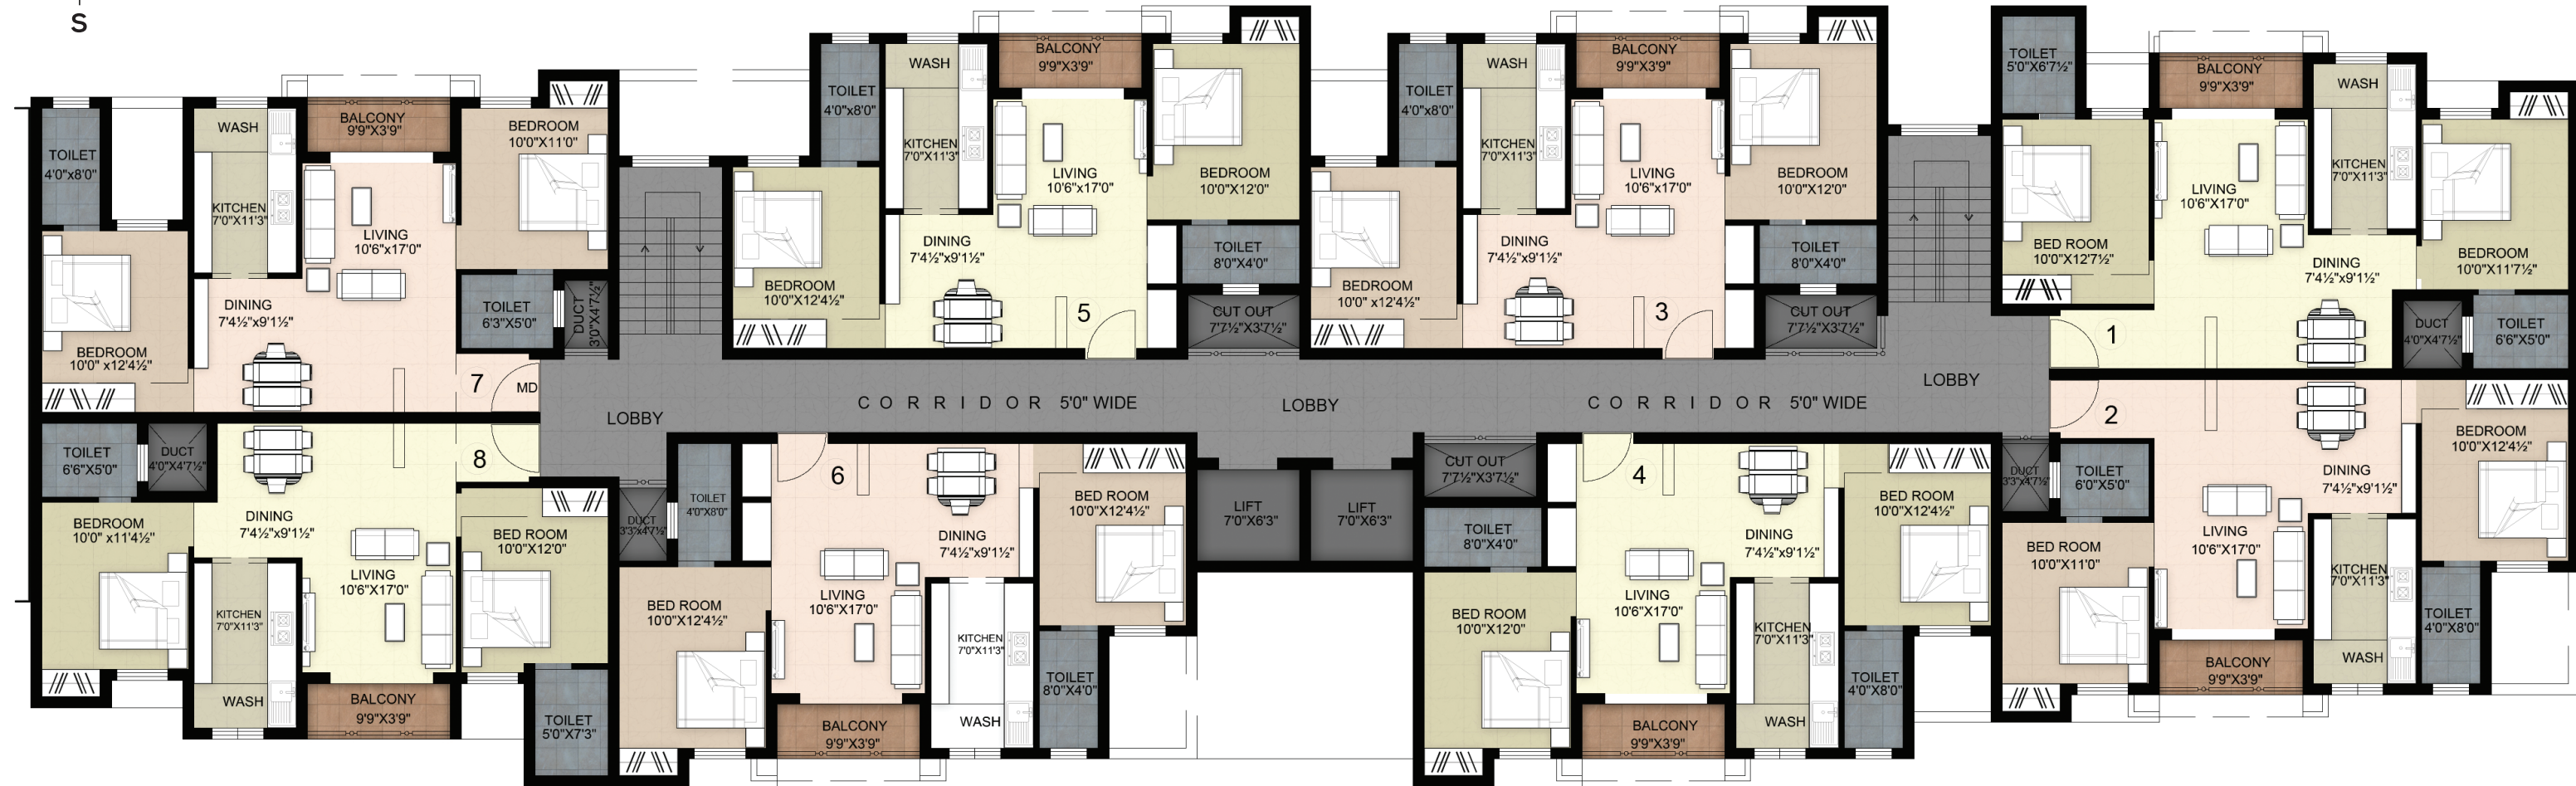 S
TOILET
4'0"x8'0"
WASH
KITCHEN
7'0"X11'3"
BALCONY
9'9"X3'9"
LIVING
10'6"x17'0"
BEDROOM
10'0"X11'0"
TOILET
6'3"X5'0"
DUCT
3'0"X4'7½"
BEDROOM
10'0" x12'4½"
DINING
7'4½"x9'1½"
7
MD
TOILET
4'0"x8'0"
WASH
KITCHEN
7'0"X11'3"
BALCONY
9'9"X3'9"
LIVING
10'6"x17'0"
BEDROOM
10'0"X12'0"
TOILET
8'0"X4'0"
CUT OUT
7'7½"X3'7½"
BEDROOM
10'0"X12'4½"
DINING
7'4½"x9'1½"
5
TOILET
4'0"x8'0"
WASH
KITCHEN
7'0"X11'3"
BALCONY
9'9"X3'9"
LIVING
10'6"x17'0"
BEDROOM
10'0"X12'0"
TOILET
8'0"X4'0"
CUT OUT
7'7½"X3'7½"
BEDROOM
10'0" x12'4½"
DINING
7'4½"x9'1½"
3
TOILET
5'0"X6'7½"
BALCONY
9'9"X3'9"
WASH
KITCHEN
7'0"X11'3"
LIVING
10'6"x17'0"
BED ROOM
10'0"X12'7½"
BEDROOM
10'0"X11'7½"
DINING
7'4½"x9'1½"
DUCT
4'0"X4'7½"
TOILET
6'6"X5'0"
1
LOBBY
CORRIDOR 5'0" WIDE
LOBBY
CORRIDOR 5'0" WIDE
LOBBY
TOILET
6'6"X5'0"
DUCT
4'0"X4'7½"
8
BEDROOM
10'0" x11'4½"
DINING
7'4½"x9'1½"
BED ROOM
10'0"X12'0"
LIVING
10'6"X17'0"
KITCHEN
7'0"X11'3"
WASH
BALCONY
9'9"X3'9"
TOILET
5'0"X7'3"
DUCT
3'3"x4'7½"
TOILET
4'0"X8'0"
6
BED ROOM
10'0"X12'4½"
DINING
7'4½"x9'1½"
LIVING
10'6"X17'0"
BED ROOM
10'0"X12'4½"
KITCHEN
7'0"X11'3"
WASH
BALCONY
9'9"X3'9"
TOILET
8'0"X4'0"
LIFT
7'0"X6'3"
LIFT
7'0"X6'3"
CUT OUT
7'7½"X3'7½"
TOILET
8'0"X4'0"
4
BED ROOM
10'0"X12'4½"
DINING
7'4½"x9'1½"
LIVING
10'6"X17'0"
BED ROOM
10'0"X12'0"
KITCHEN
7'0"X11'3"
WASH
BALCONY
9'9"X3'9"
TOILET
4'0"X8'0"
2
DUCT
3'3"x4'7½"
TOILET
6'0"X5'0"
BEDROOM
10'0"X12'4½"
DINING
7'4½"x9'1½"
LIVING
10'6"X17'0"
BED ROOM
10'0"X11'0"
KITCHEN
7'0"X11'3"
WASH
BALCONY
9'9"X3'9"
TOILET
4'0"X8'0"